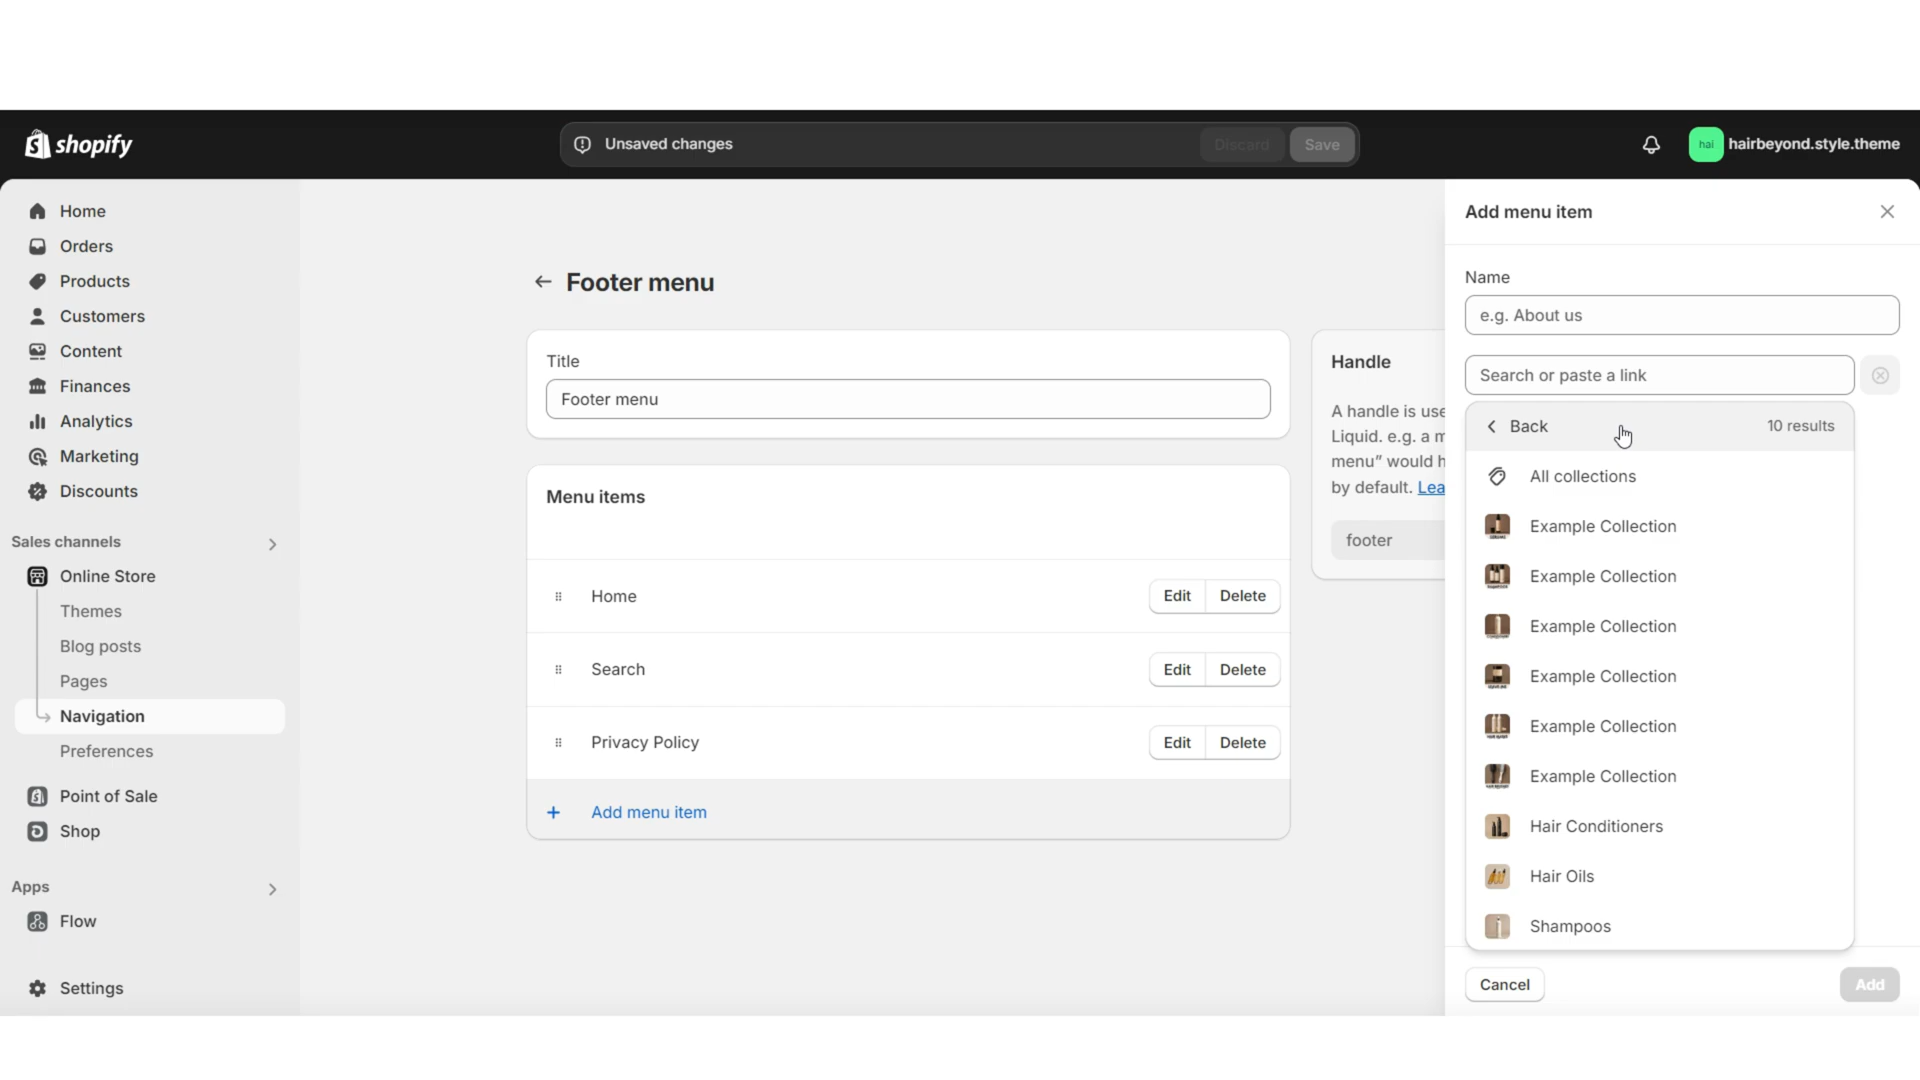 shopify
Unsaved changes
Discard
Save
hai
hairbeyond.style.theme
Home
Orders
Products
Customers
Content
Finances
Analytics
Marketing
Discounts
Sales channels
Online Store
Themes
Blog posts
Pages
Navigation
Preferences
Point of Sale
Shop
Apps
Flow
Settings
Footer menu
Title
Footer menu
Menu items
Home
Edit
Delete
Search
Edit
Delete
Privacy Policy
Edit
Delete
Add menu item
Handle
A handle is use
Liquid. e.g. a m
menu” would h
by default. Lea
footer
Add menu item
Name
e.g. About us
Search or paste a link
Back
10 results
All collections
Example Collection
Example Collection
Example Collection
Example Collection
Example Collection
Example Collection
Hair Conditioners
Hair Oils
Shampoos
Cancel
Add